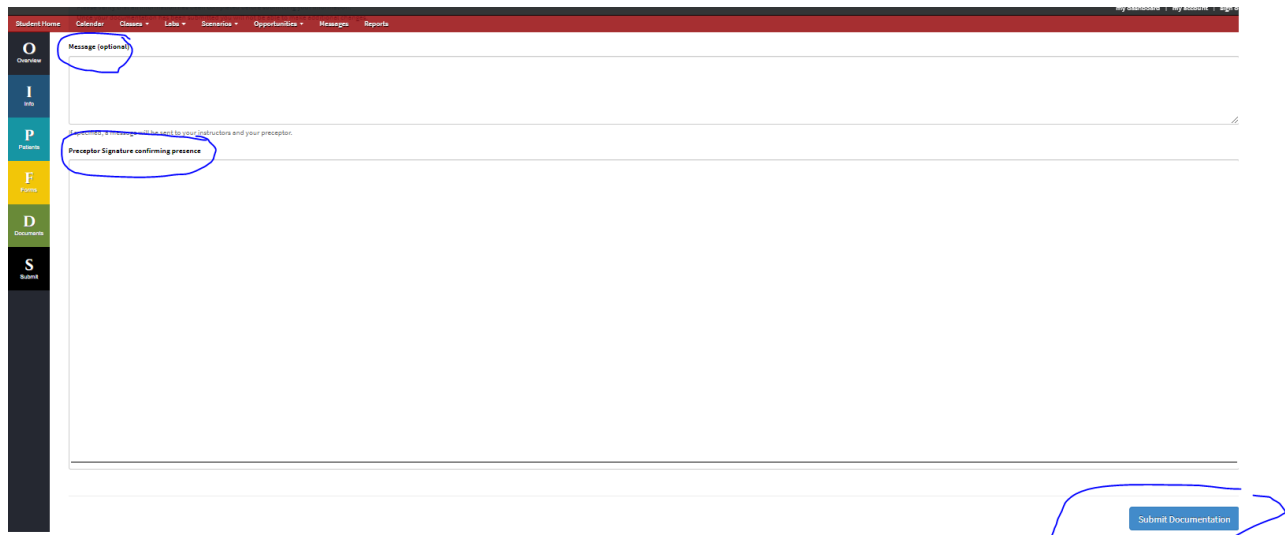 my dashboard | my account | sign o
Student Home Calendar Classes Labs Scenarios Opportunities Messages Reports
O
Overview
Message (optional)
I
Info
If specified, a message will be sent to your instructors and your preceptor.
P
Patients
Preceptor Signature confirming presence
F
Forms
D
Documents
S
Submit
Submit Documentation